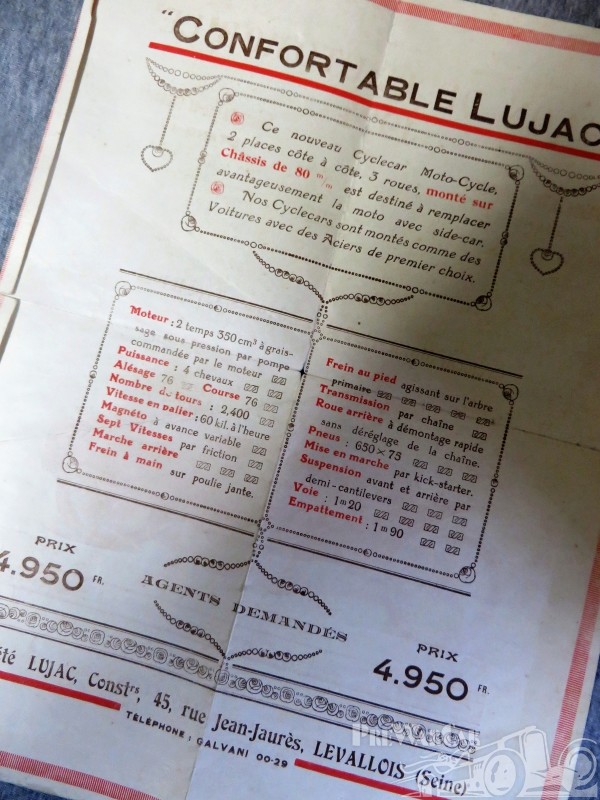 "CONFORTABLE LUJAC
Ce nouveau Cyclecar Moto-Cycle,
2 places côte à côte, 3 roues, monté sur
Châssis de 80 m/m est destiné à remplacer
avantageusement la moto avec side-car.
Nos Cyclecars sont montés comme des
Voitures avec des Aciers de premier choix.
Moteur : 2 temps 350 cm³ à grais-
sage sous pression par pompe
commandée par le moteur
Puissance : 4 chevaux
Alésage 76 Course 76
Nombre de tours : 2,400
Vitesse en palier : 60 kil. à l'heure
Magnéto à avance variable
Sept Vitesses par friction
Marche arrière
Frein à main sur poulie jante.
Frein au pied agissant sur l'arbre
primaire
Transmission par chaîne
Roue arrière à démontage rapide
sans déréglage de la chaîne.
Pneus : 650 × 75
Mise en marche par kick-starter.
Suspension avant et arrière par
demi-cantilevers
Voie : 1m20
Empattement : 1m90
PRIX
4.950 FR.
AGENTS DEMANDÉS
PRIX
4.950 FR.
été LUJAC, Constrs, 45, rue Jean-Jaurès, LEVALLOIS (Seine)
TÉLÉPHONE : GALVANI 00-29